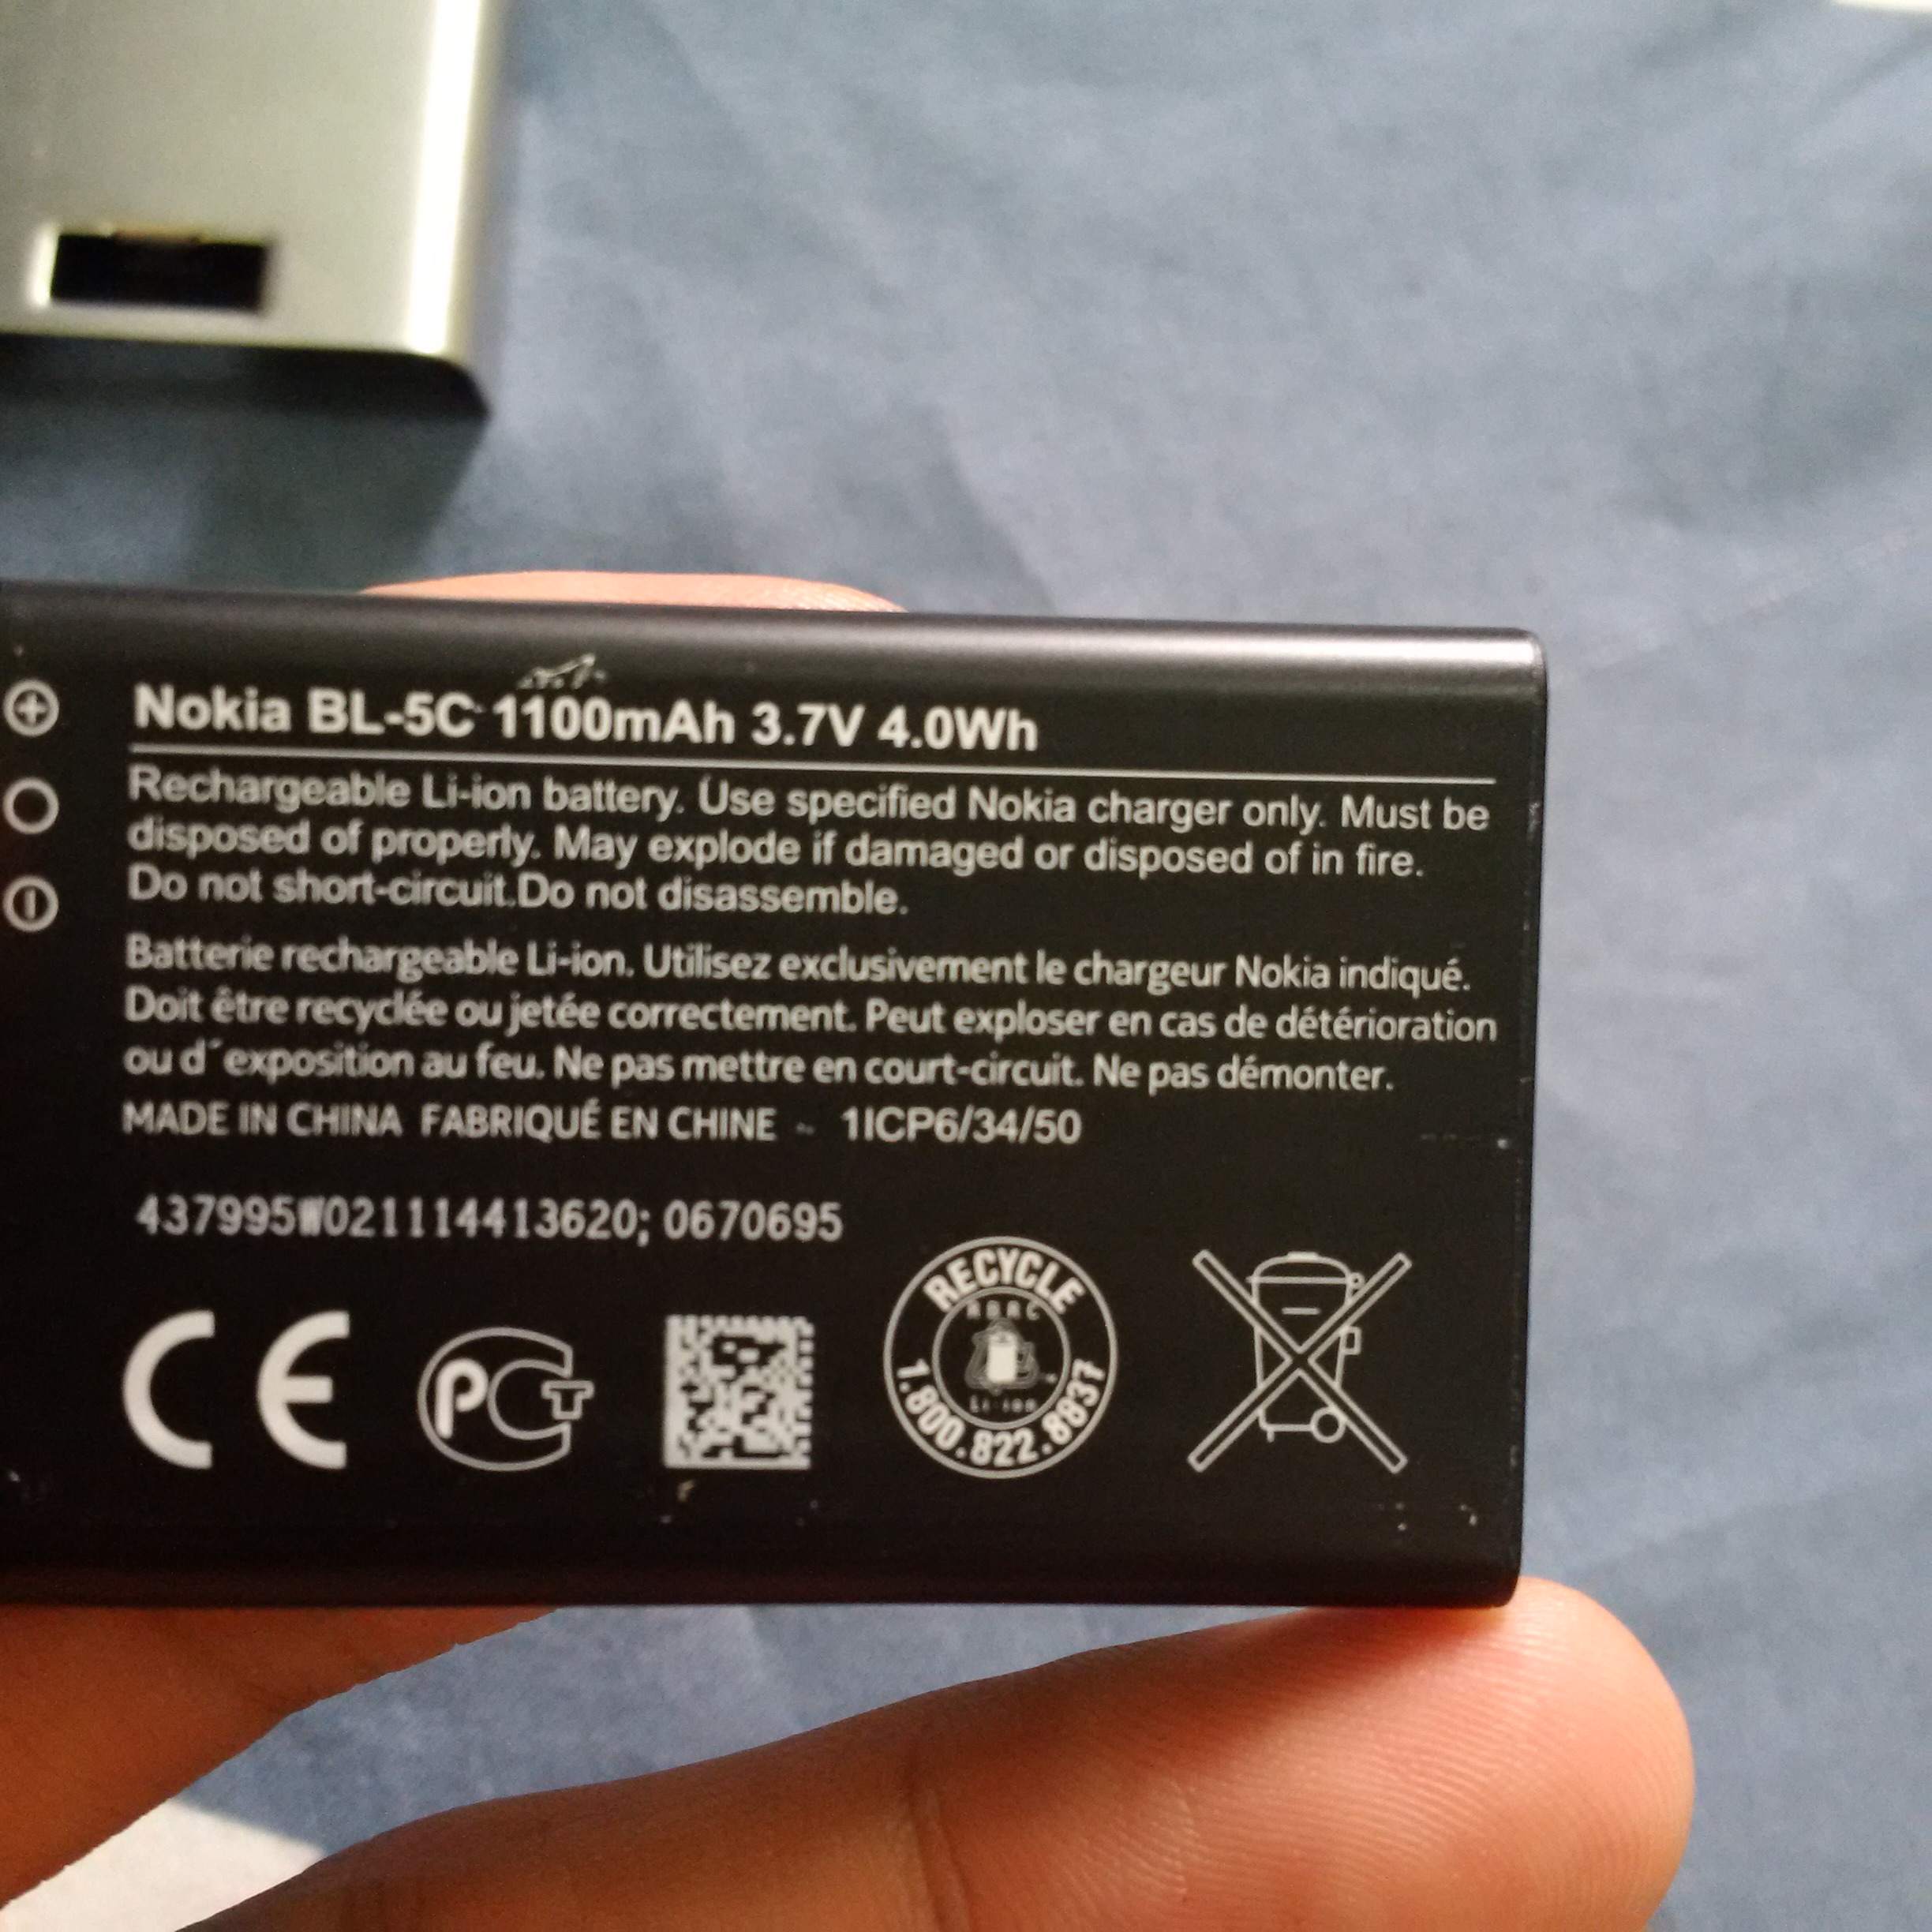 Nokia BL-5C 1100mAh 3.7V 4.0Wh
Rechargeable Li-ion battery. Use specified Nokia charger only. Must be
disposed of properly. May explode if damaged or disposed of in fire.
Do not short-circuit.Do not disassemble.
Batterie rechargeable Li-ion. Utilisez exclusivement le chargeur Nokia indiqué.
Doit être recyclée ou jetée correctement. Peut exploser en cas de détérioration
ou d´exposition au feu. Ne pas mettre en court-circuit. Ne pas démonter.
MADE IN CHINA FABRIQUÉ EN CHINE 1ICP6/34/50
437995W021114413620; 0670695
CE
РСТ
RECYCLE
RBRC
Li-ion
1.800.822.8837